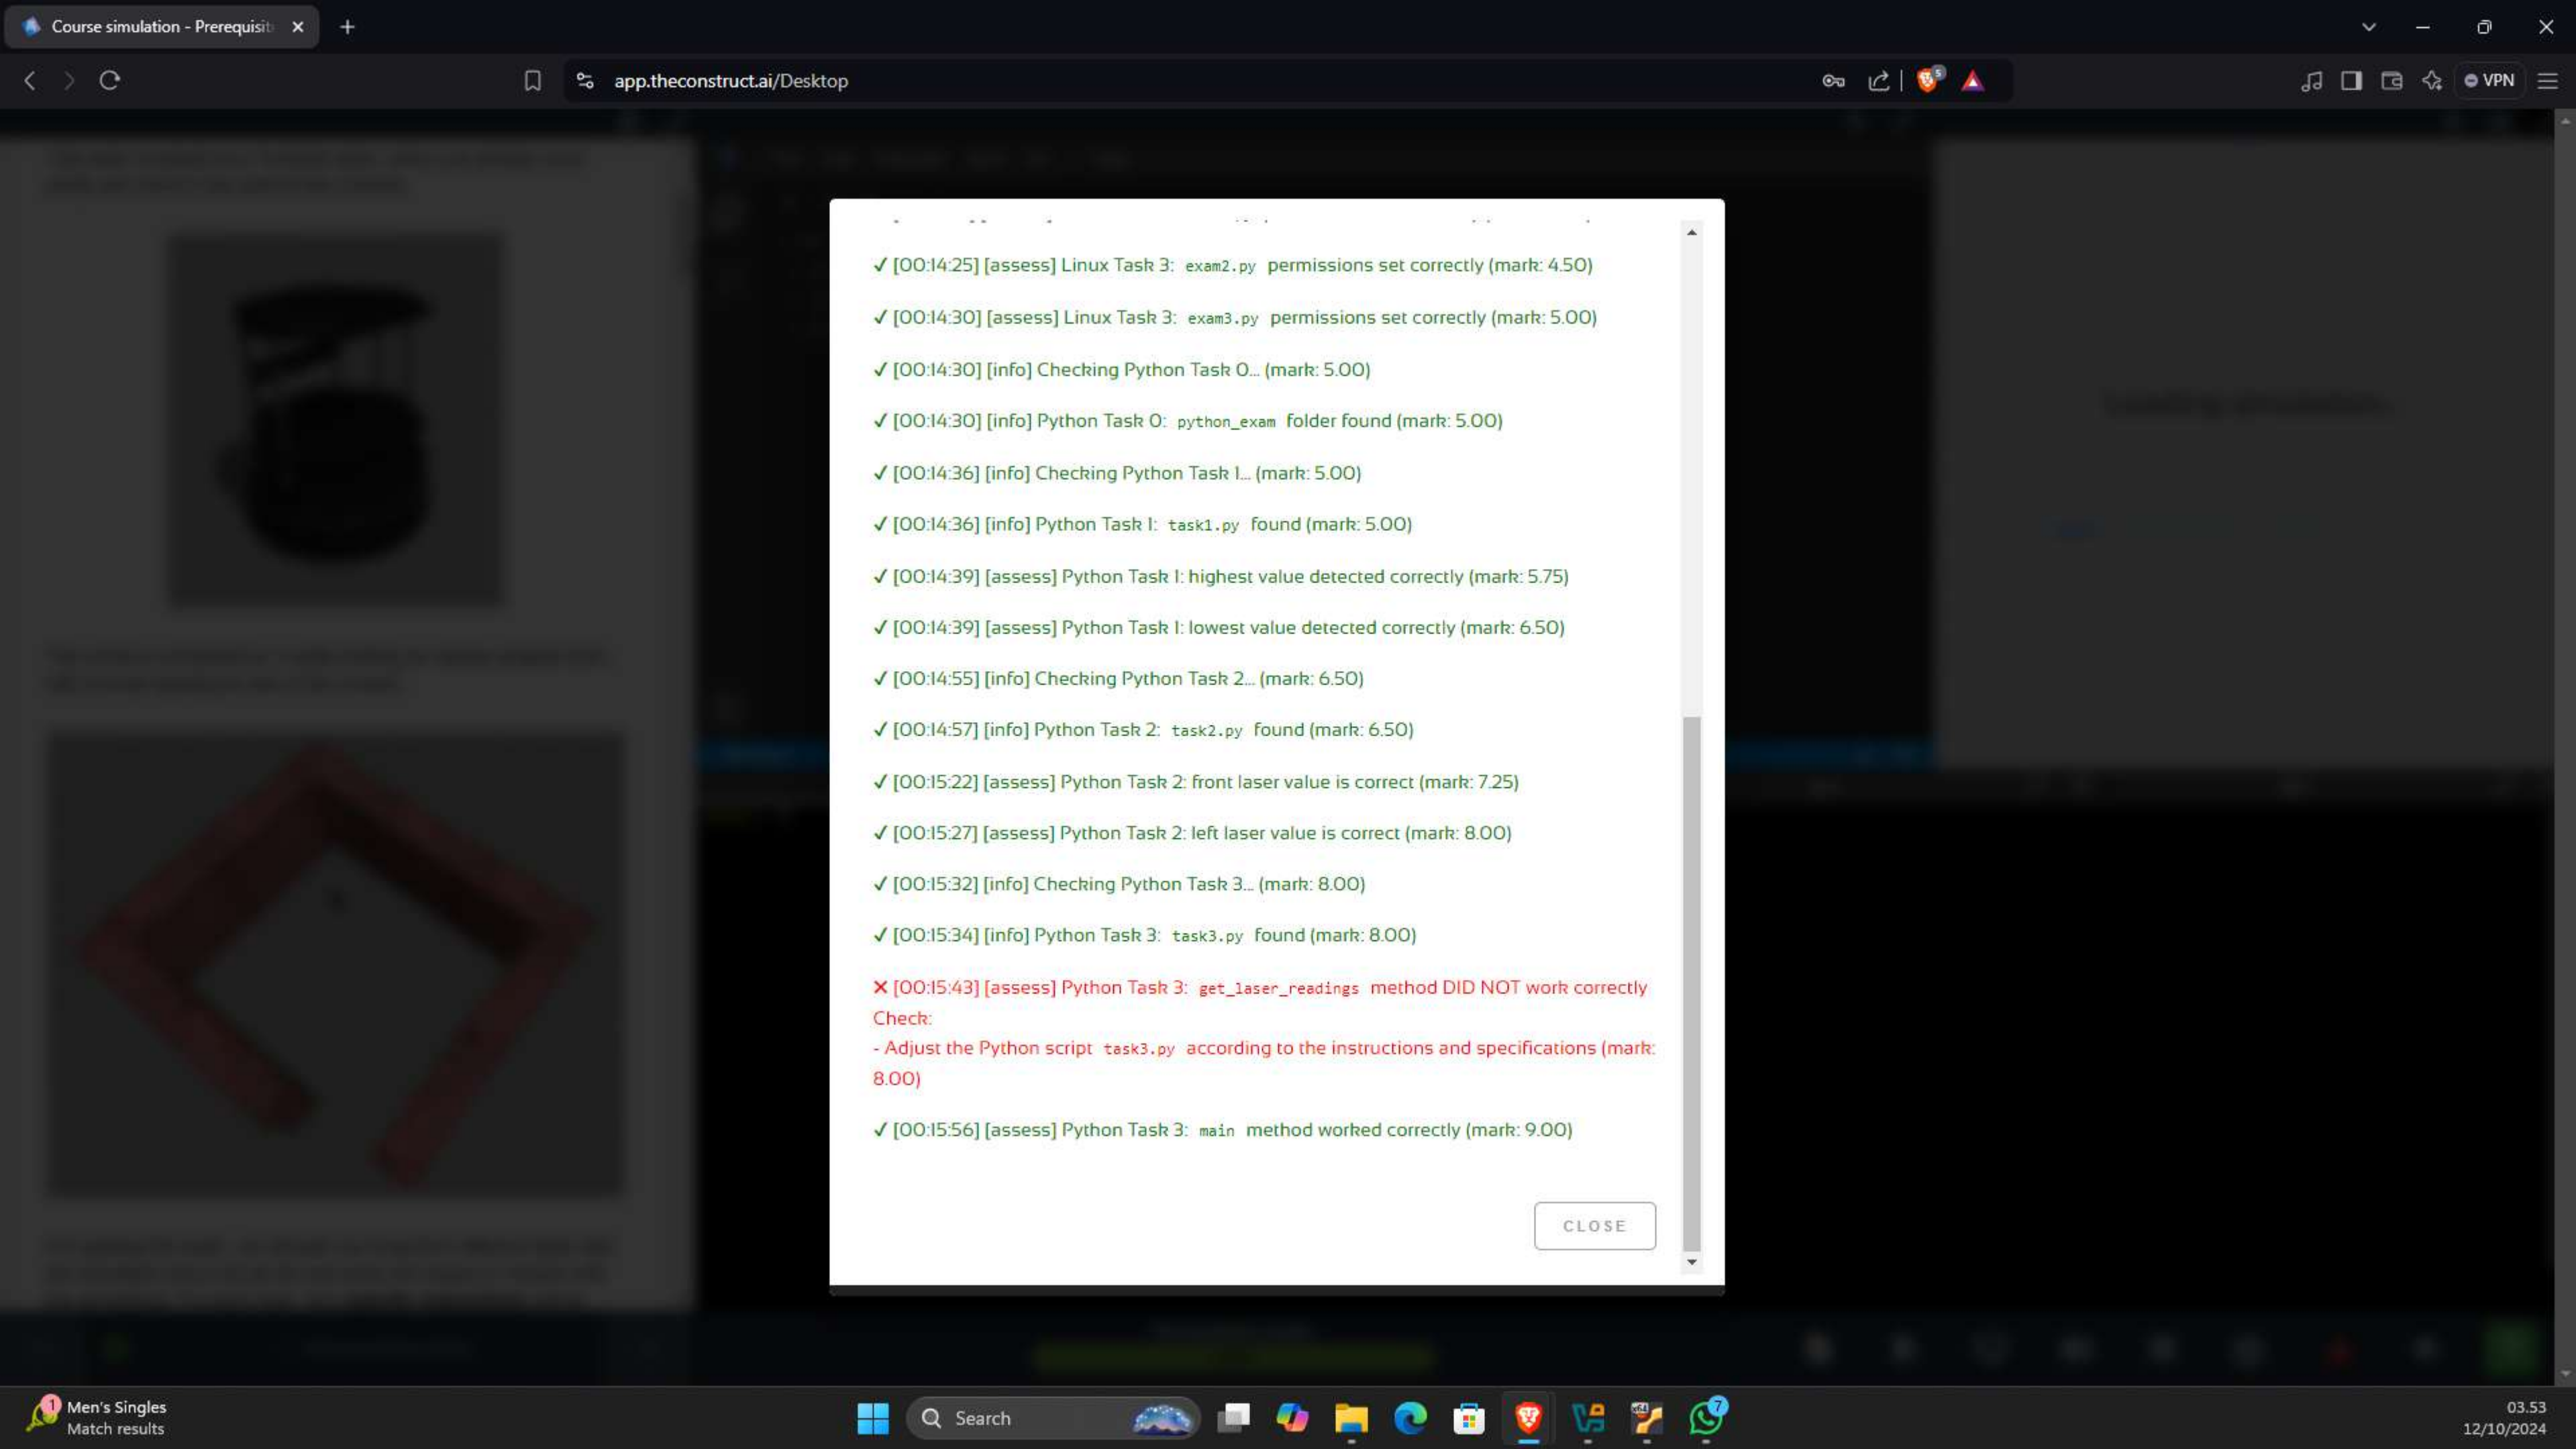 Course simulation - Prerequisit
app.theconstruct.ai/Desktop
5
VPN
✓ [00:14:25] [assess] Linux Task 3: exam2.py permissions set correctly (mark: 4.50)
✓ [00:14:30] [assess] Linux Task 3: exam3.py permissions set correctly (mark: 5.00)
✓ [00:14:30] [info] Checking Python Task 0... (mark: 5.00)
✓ [00:14:30] [info] Python Task 0: python_exam folder found (mark: 5.00)
✓ [00:14:36] [info] Checking Python Task 1... (mark: 5.00)
✓ [00:14:36] [info] Python Task 1: task1.py found (mark: 5.00)
✓ [00:14:39] [assess] Python Task 1: highest value detected correctly (mark: 5.75)
✓ [00:14:39] [assess] Python Task 1: lowest value detected correctly (mark: 6.50)
✓ [00:14:55] [info] Checking Python Task 2... (mark: 6.50)
✓ [00:14:57] [info] Python Task 2: task2.py found (mark: 6.50)
✓ [00:15:22] [assess] Python Task 2: front laser value is correct (mark: 7.25)
✓ [00:15:27] [assess] Python Task 2: left laser value is correct (mark: 8.00)
✓ [00:15:32] [info] Checking Python Task 3... (mark: 8.00)
✓ [00:15:34] [info] Python Task 3: task3.py found (mark: 8.00)
✕ [00:15:43] [assess] Python Task 3: get_laser_readings method DID NOT work correctly
Check:
- Adjust the Python script task3.py according to the instructions and specifications (mark:
8.00)
✓ [00:15:56] [assess] Python Task 3: main method worked correctly (mark: 9.00)
CLOSE
1
Men's Singles
Match results
Search
7
03.53
12/10/2024